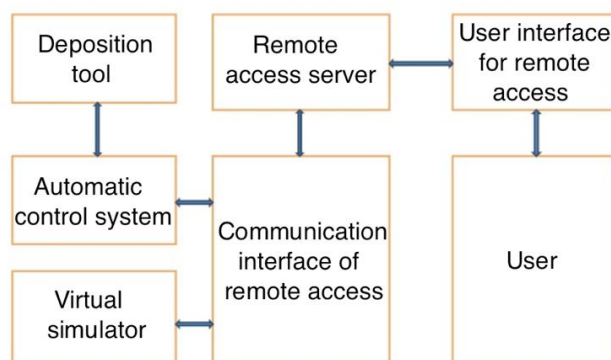 Deposition
tool
Remote
access server
User interface
for remote
access
Automatic
control system
Communication
interface of
remote access
User
Virtual
simulator